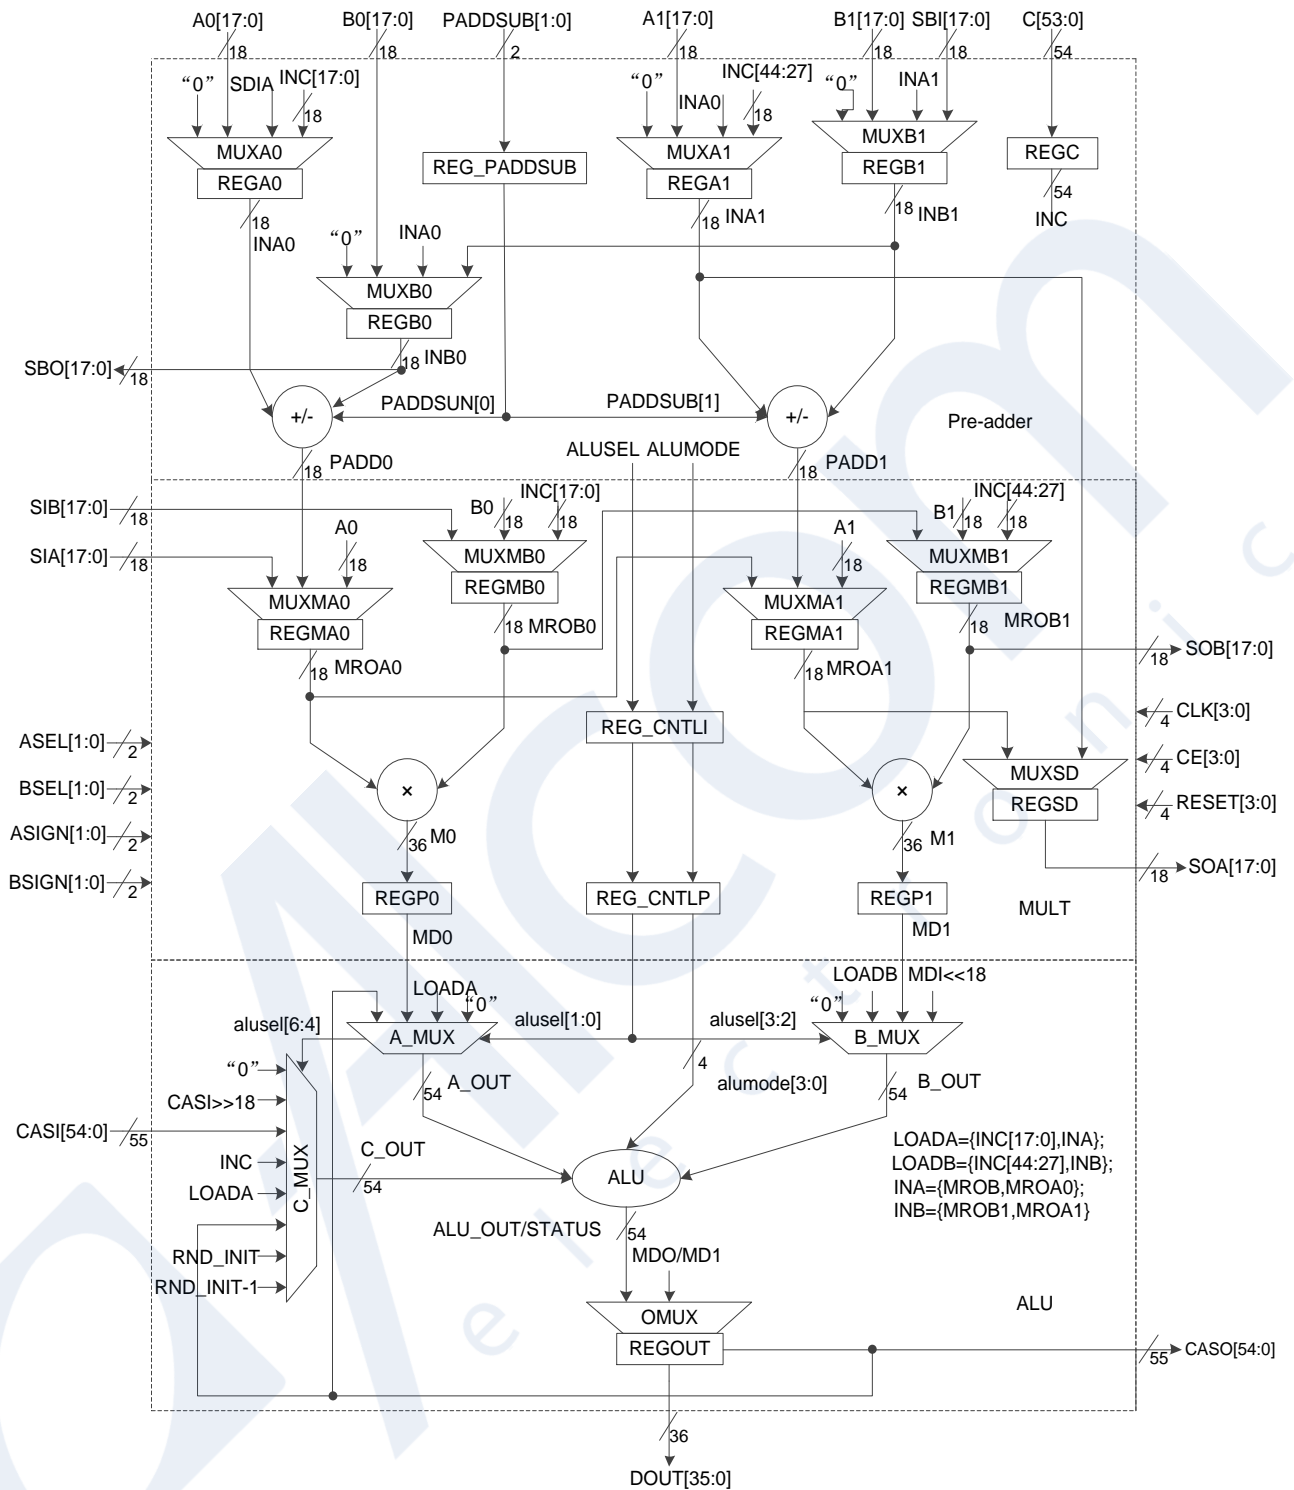 A0[17:0]
B0[17:0]
PADDSUB[1:0]
A1[17:0]
B1[17:0]
SBI[17:0]
C[53:0]
18
18
2
18
18
18
54
“0”
SDIA
INC[17:0]
18
“0”
INA0
INC[44:27]
18
“0”
INA1
MUXA0
REGA0
REG_PADDSUB
MUXA1
REGA1
MUXB1
REGB1
REGC
18
INA0
18
INA1
18
INB1
54
INC
“0”
INA0
MUXB0
REGB0
18
INB0
SBO[17:0]
18
+/-
PADDSUN[0]
PADDSUB[1]
+/-
Pre-adder
18
PADD0
ALUSEL
ALUMODE
18
PADD1
SIB[17:0]
18
B0
18
INC[17:0]
18
B1
18
INC[44:27]
18
SIA[17:0]
18
A0
18
MUXMB0
REGMB0
A1
18
MUXMB1
REGMB1
MUXMA0
REGMA0
18
MROB0
MUXMA1
REGMA1
18
MROB1
18
MROA0
18
MROA1
18
SOB[17:0]
REG_CNTLI
4
CLK[3:0]
ASEL[1:0]
2
4
CE[3:0]
BSEL[1:0]
2
×
×
MUXSD
REGSD
4
RESET[3:0]
ASIGN[1:0]
2
36
M0
36
M1
18
SOA[17:0]
BSIGN[1:0]
2
REGP0
REG_CNTLP
REGP1
MULT
MD0
MD1
LOADA
“0”
“0”
LOADB
MDI<<18
alusel[6:4]
A_MUX
alusel[1:0]
alusel[3:2]
B_MUX
“0”
4
54
A_OUT
alumode[3:0]
54
B_OUT
CASI>>18
CASI[54:0]
55
INC
LOADA
RND_INIT
RND_INIT-1
C_MUX
C_OUT
54
ALU
LOADA={INC[17:0],INA};
LOADB={INC[44:27],INB};
INA={MROB,MROA0};
INB={MROB1,MROA1}
ALU_OUT/STATUS
54
MDO/MD1
OMUX
REGOUT
ALU
55
CASO[54:0]
36
DOUT[35:0]
AICom
electronic